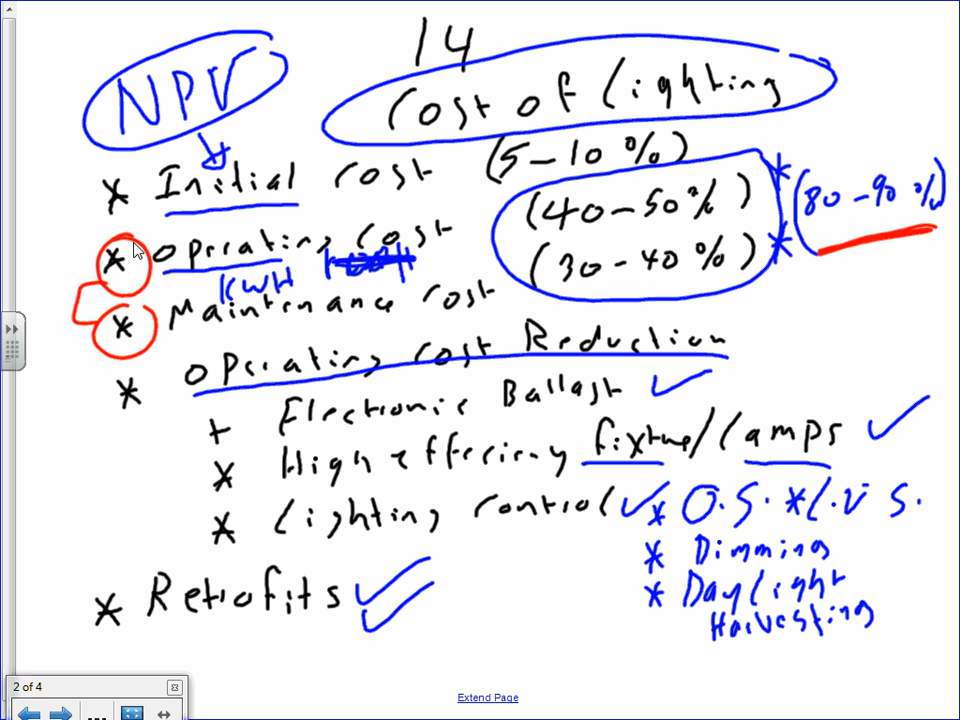 14
NPV
Cost of Lighting
* Initial cost (5-10%)
* Operating cost (40-50%) * (80-90%)
KWH
* Maintenance cost (30-40%) *
* Operating cost Reduction
+ Electronic Ballast ✓
* High efficiency fixture/Lamps ✓
* Lighting control ✓ * O.S. * L.V.S.
* Dimming
* Daylight
Harvesting
* Retrofits ✓✓
2 of 4
Extend Page